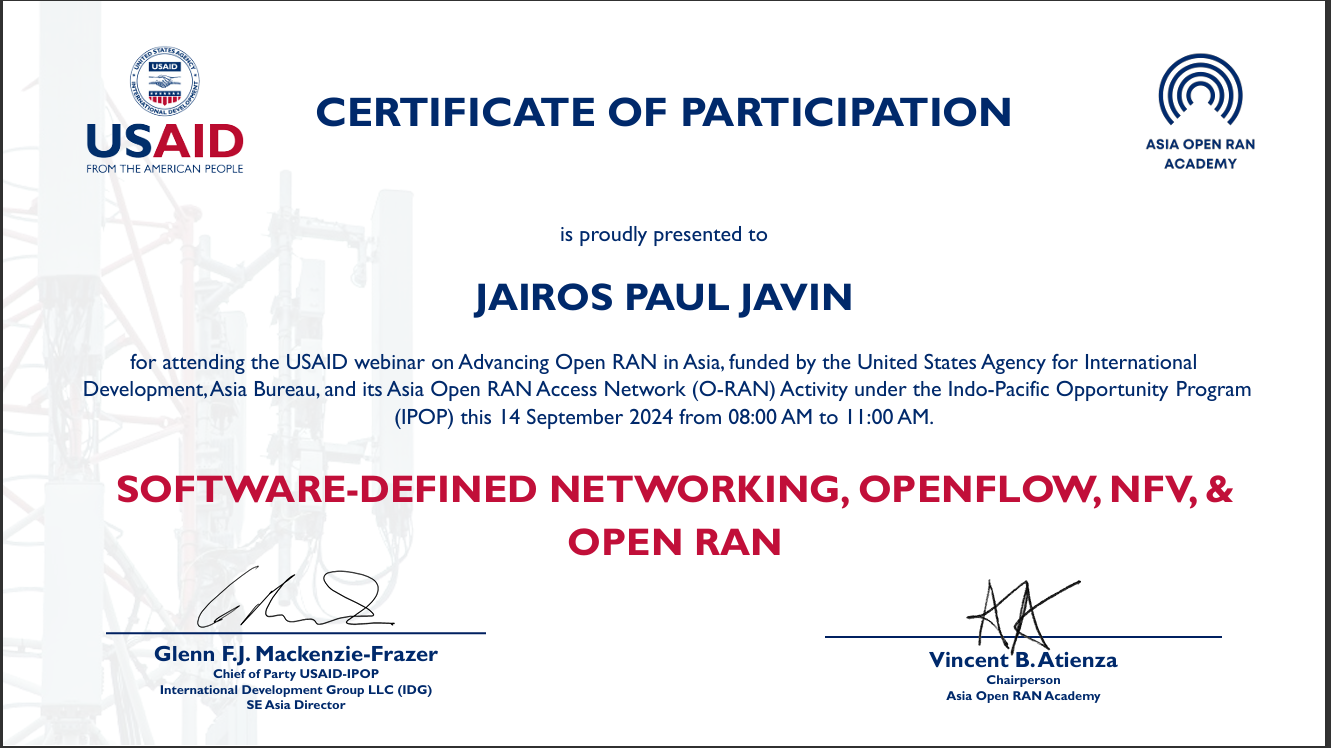 UNITED STATES AGENCY
USAID
INTERNATIONAL DEVELOPMENT
USAID
FROM THE AMERICAN PEOPLE
CERTIFICATE OF PARTICIPATION
ASIA OPEN RAN
ACADEMY
is proudly presented to
JAIROS PAUL JAVIN
for attending the USAID webinar on Advancing Open RAN in Asia, funded by the United States Agency for International
Development, Asia Bureau, and its Asia Open RAN Access Network (O-RAN) Activity under the Indo-Pacific Opportunity Program
(IPOP) this 14 September 2024 from 08:00 AM to 11:00 AM.
SOFTWARE-DEFINED NETWORKING, OPENFLOW, NFV, &
OPEN RAN
Glenn F.J. Mackenzie-Frazer
Chief of Party USAID-IPOP
International Development Group LLC (IDG)
SE Asia Director
Vincent B. Atienza
Chairperson
Asia Open RAN Academy